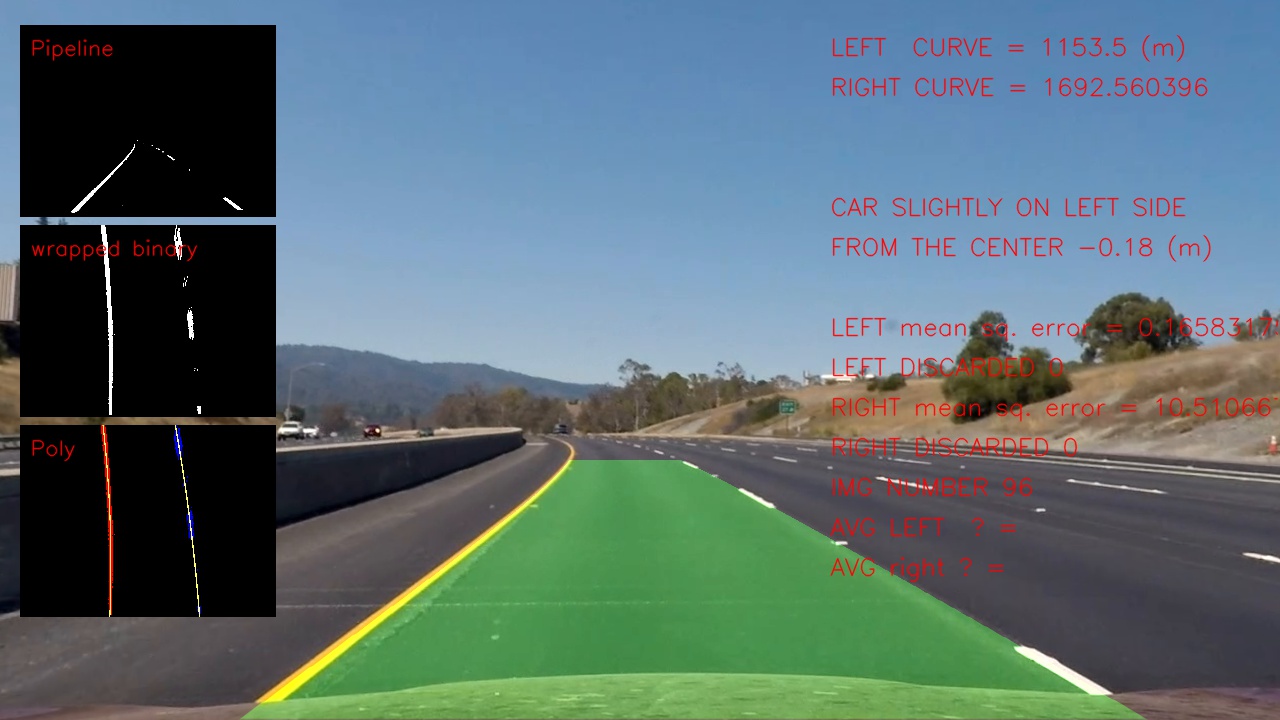 Pipeline
wrapped binary
Poly
LEFT CURVE = 1153.5 (m)
RIGHT CURVE = 1692.560396
CAR SLIGHTLY ON LEFT SIDE
FROM THE CENTER -0.18 (m)
LEFT mean sq. error = 0.1658317
LEFT DISCARDED 0
RIGHT mean sq. error = 10.51066
RIGHT DISCARDED 0
IMG NUMBER 96
AVG LEFT ? =
AVG right ? =